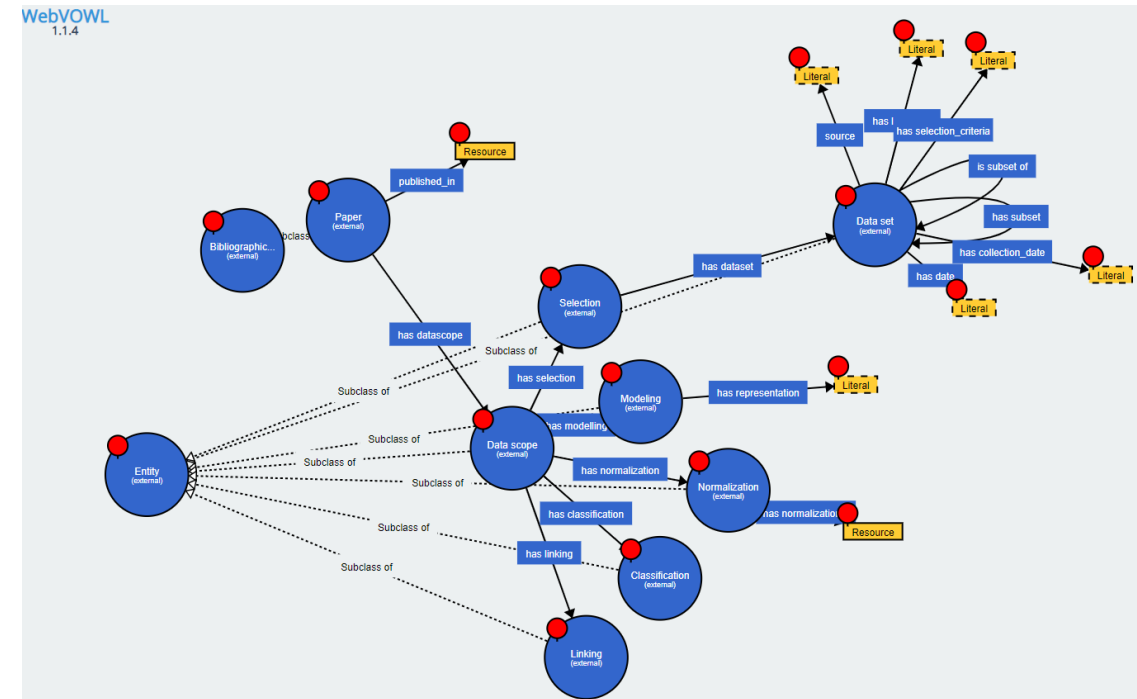 WebVOWL
1.1.4
Literal
Literal
Literal
has
has selection_criteria
source
Resource
is subset of
published_in
Paper
(external)
Data set
(external)
has subset
Bibliographic...
(external)
has collection_date
has dataset
has date
Literal
Literal
Selection
(external)
has datascope
Subclass of
has selection
Literal
Subclass of
has representation
Modeling
(external)
has modelling
Subclass of
Data scope
(external)
Subclass of
Entity
(external)
has normalization
Subclass of
Normalization
(external)
has classification
has normalization
Subclass of
Resource
has linking
Subclass of
Classification
(external)
Linking
(external)